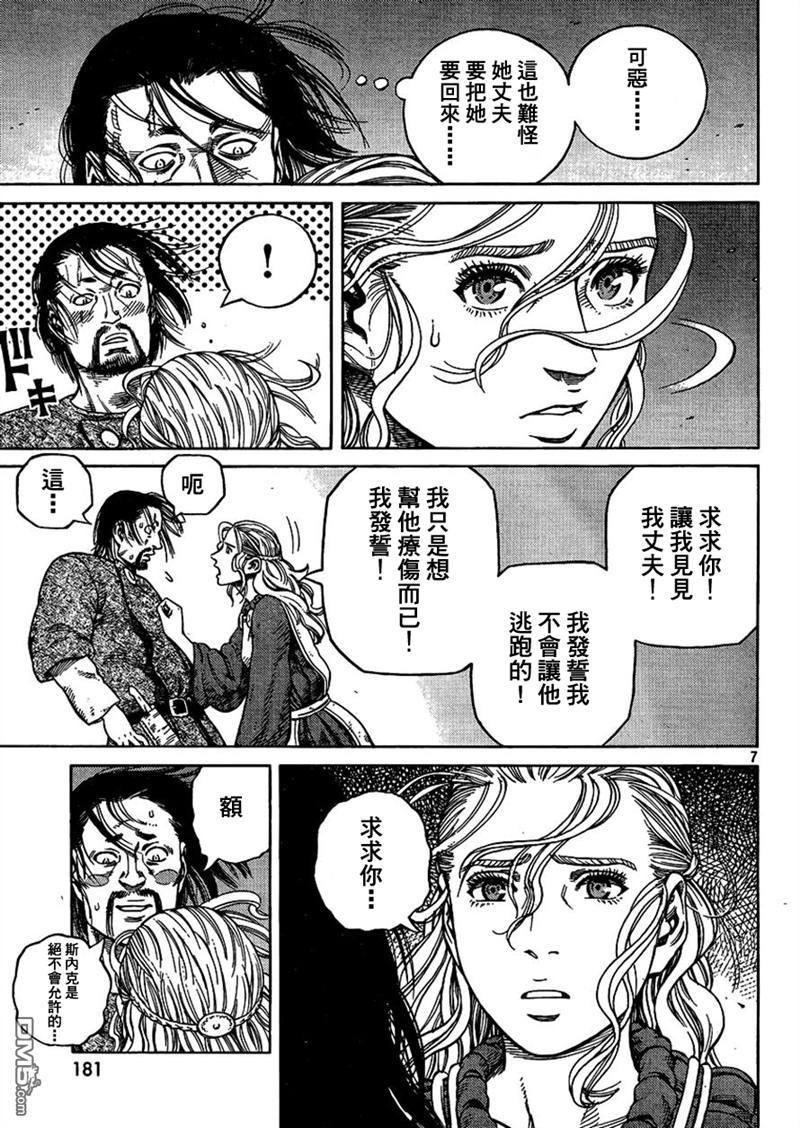 可惡……
這也難怪
她丈夫
要把她
要回來……
！
ドキ
求求你！
讓我見見
我丈夫！
我發誓我
不會讓他
逃跑的！
我只是想
幫他療傷而已！
我發誓！
呃
這…
7
求求你…
額
斯內克是
絕不會允許的…
181
DM5.com